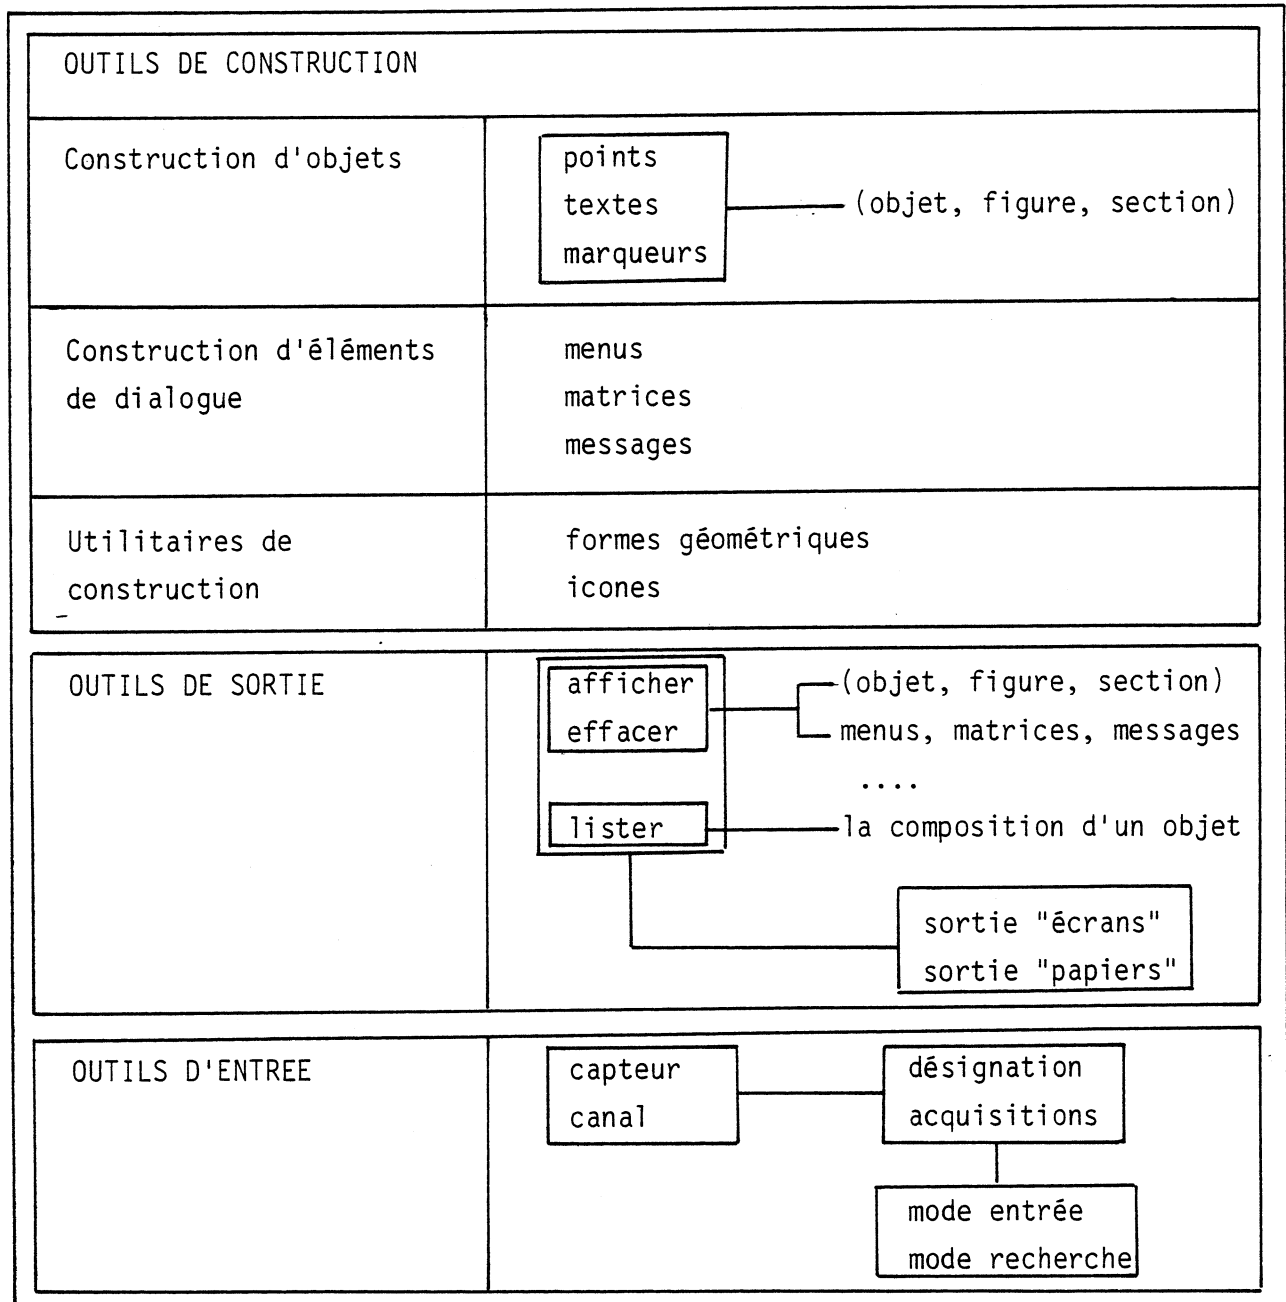 OUTILS DE CONSTRUCTION
Construction d'objets
points
textes
marqueurs
(objet, figure, section)
Construction d'éléments
de dialogue
menus
matrices
messages
Utilitaires de
construction
formes géométriques
icones
OUTILS DE SORTIE
afficher
effacer
(objet, figure, section)
menus, matrices, messages
....
lister
la composition d'un objet
sortie "écrans"
sortie "papiers"
OUTILS D'ENTREE
capteur
canal
désignation
acquisitions
mode entrée
mode recherche